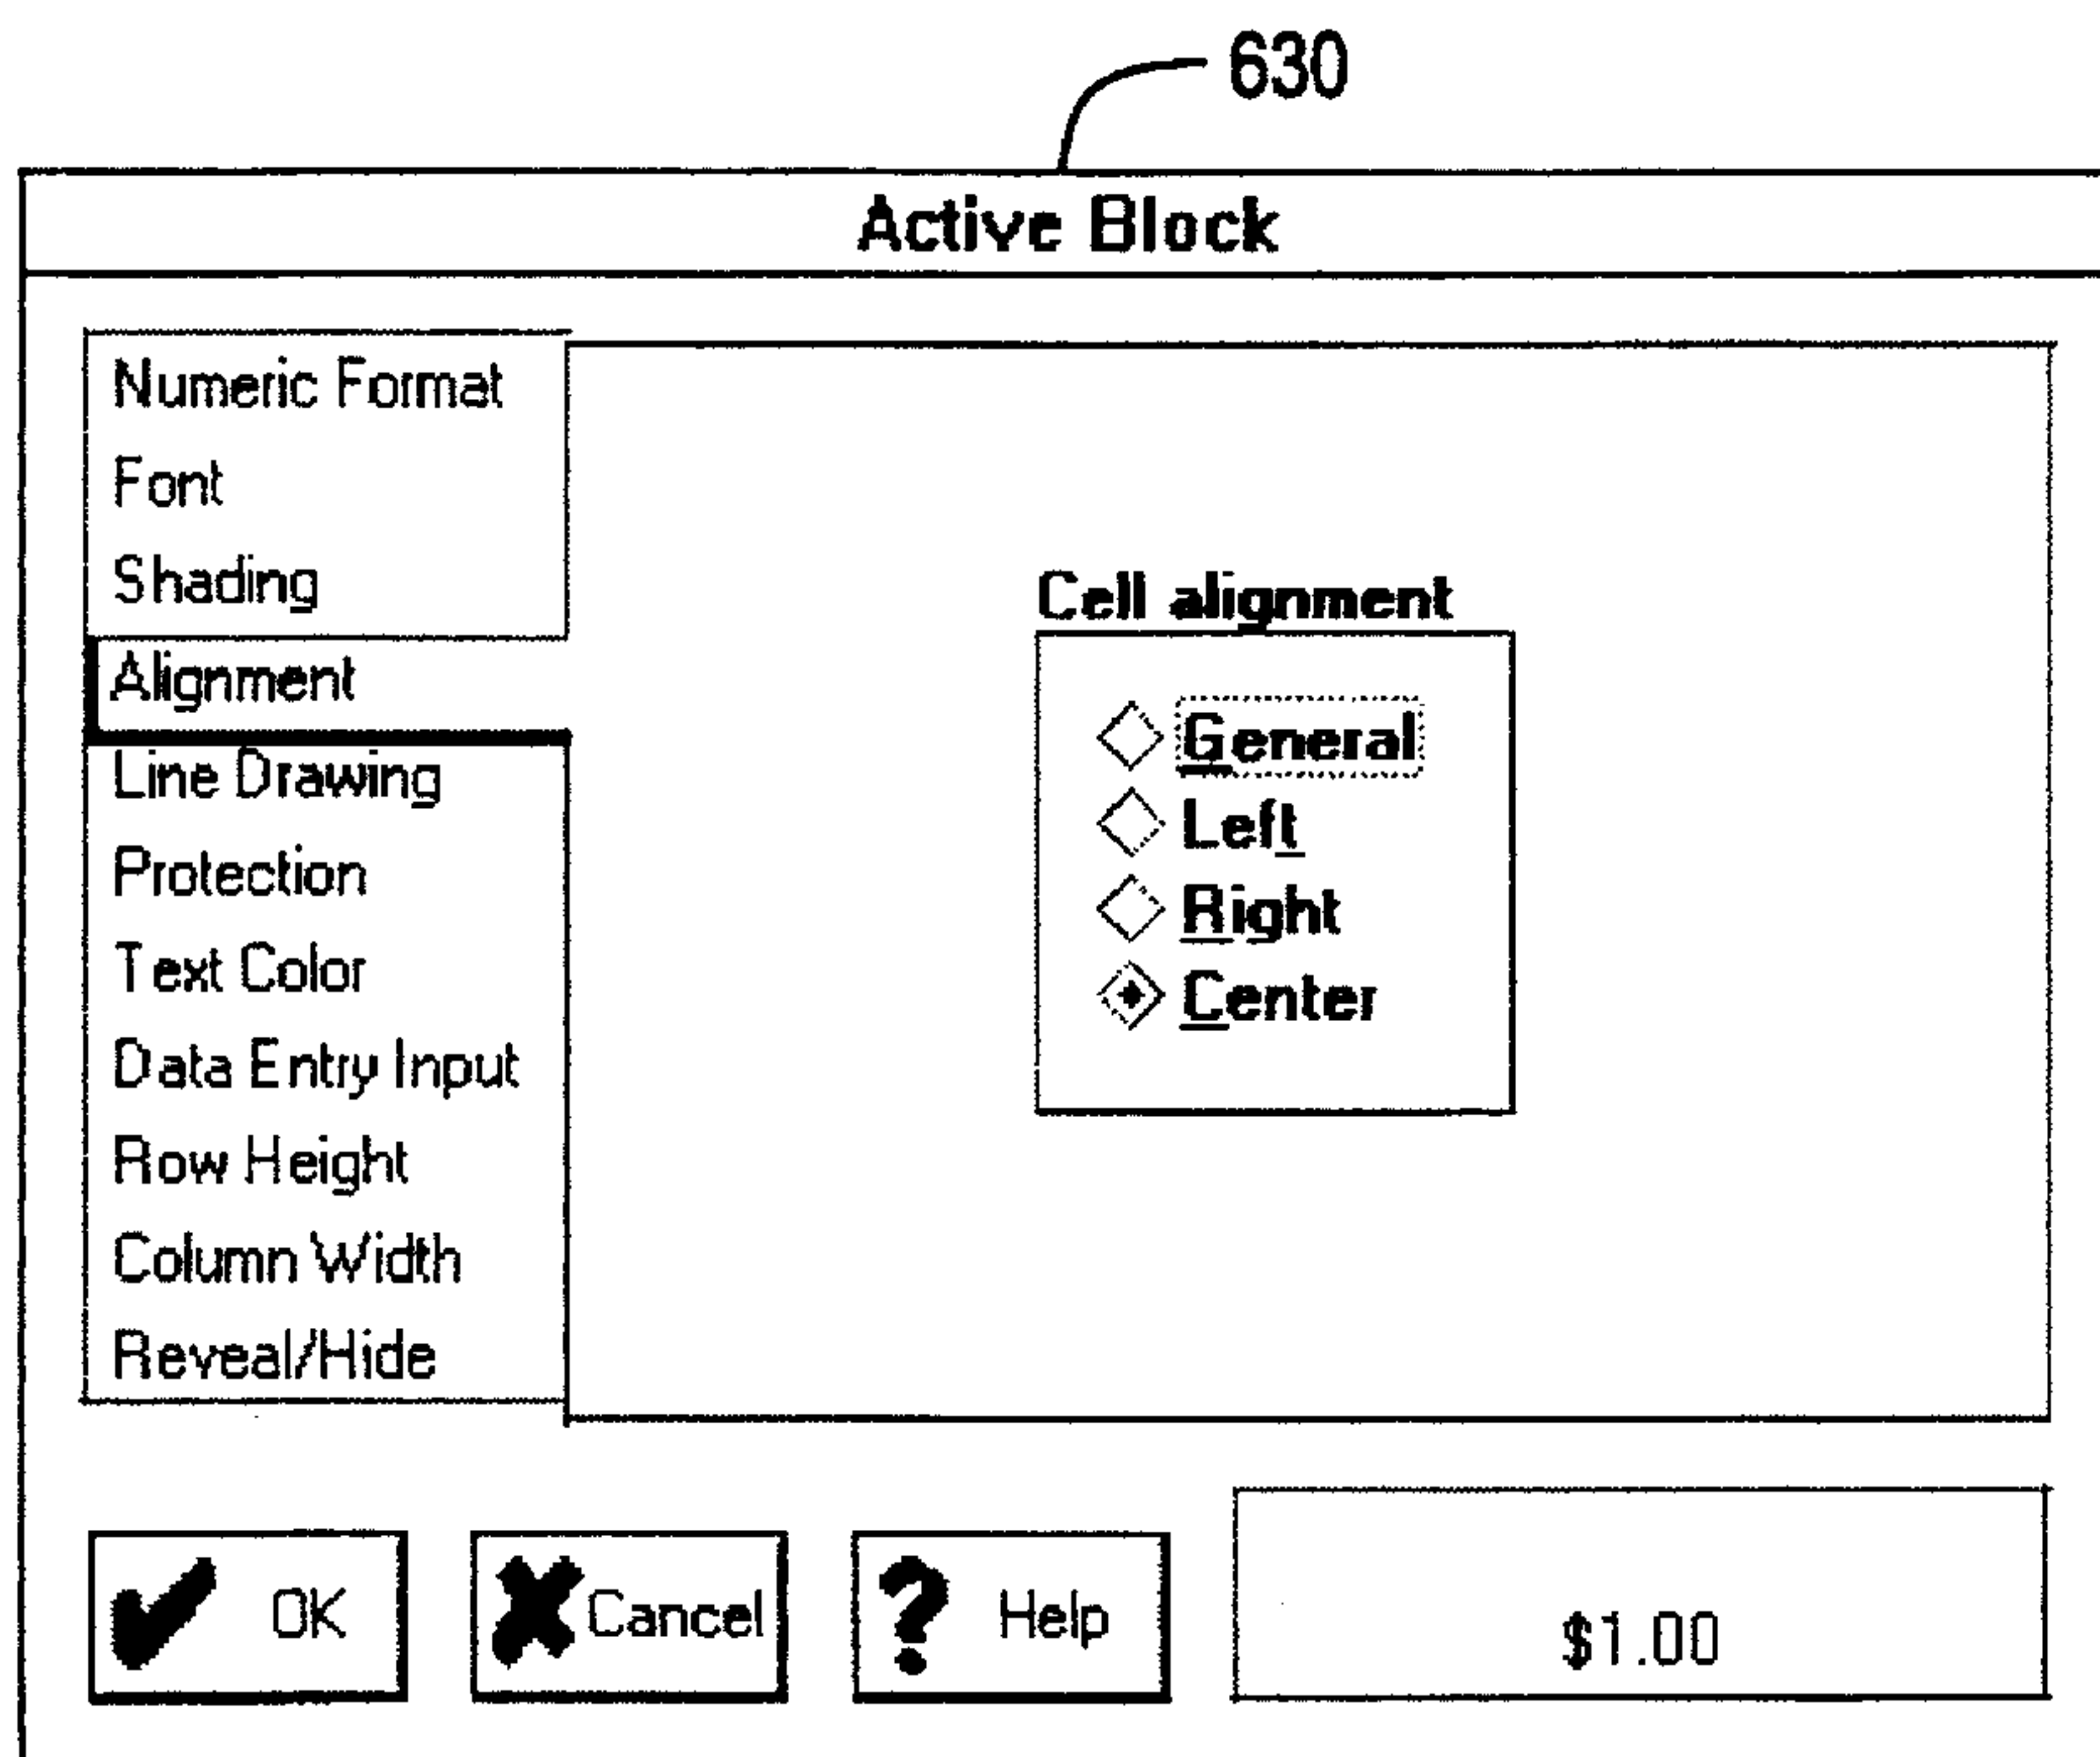 630
Active Block
Numeric Format
Font
Shading
Alignment
Line Drawing
Protection
Text Color
Data Entry Input
Row Height
Column Width
Reveal/Hide
Cell alignment
General
Left
Right
Center
OK
Cancel
Help
$1.00